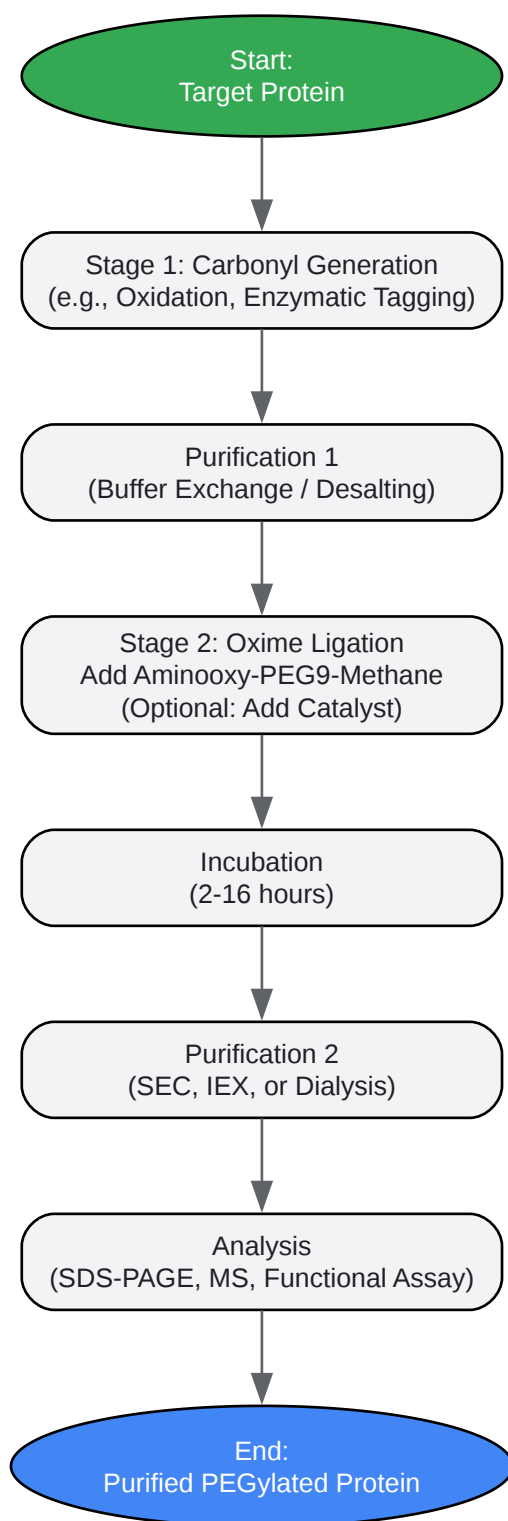 Start:
Target Protein
Stage 1: Carbonyl Generation
(e.g., Oxidation, Enzymatic Tagging)
Purification 1
(Buffer Exchange / Desalting)
Stage 2: Oxime Ligation
Add Aminooxy-PEG9-Methane
(Optional: Add Catalyst)
Incubation
(2-16 hours)
Purification 2
(SEC, IEX, or Dialysis)
Analysis
(SDS-PAGE, MS, Functional Assay)
End:
Purified PEGylated Protein